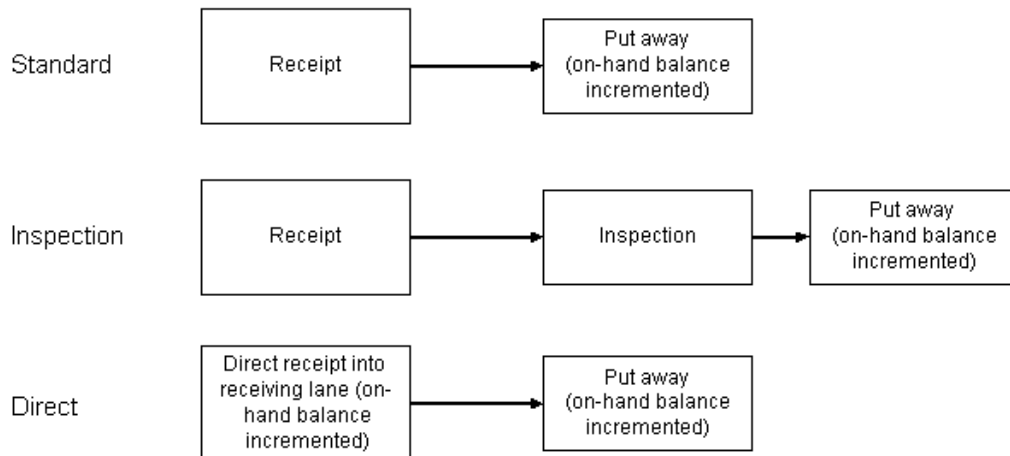 Standard
Receipt
Put away
(on-hand balance
incremented)
Inspection
Receipt
Inspection
Put away
(on-hand balance
incremented)
Direct
Direct receipt into
receiving lane (on-
hand balance
incremented)
Put away
(on-hand balance
incremented)